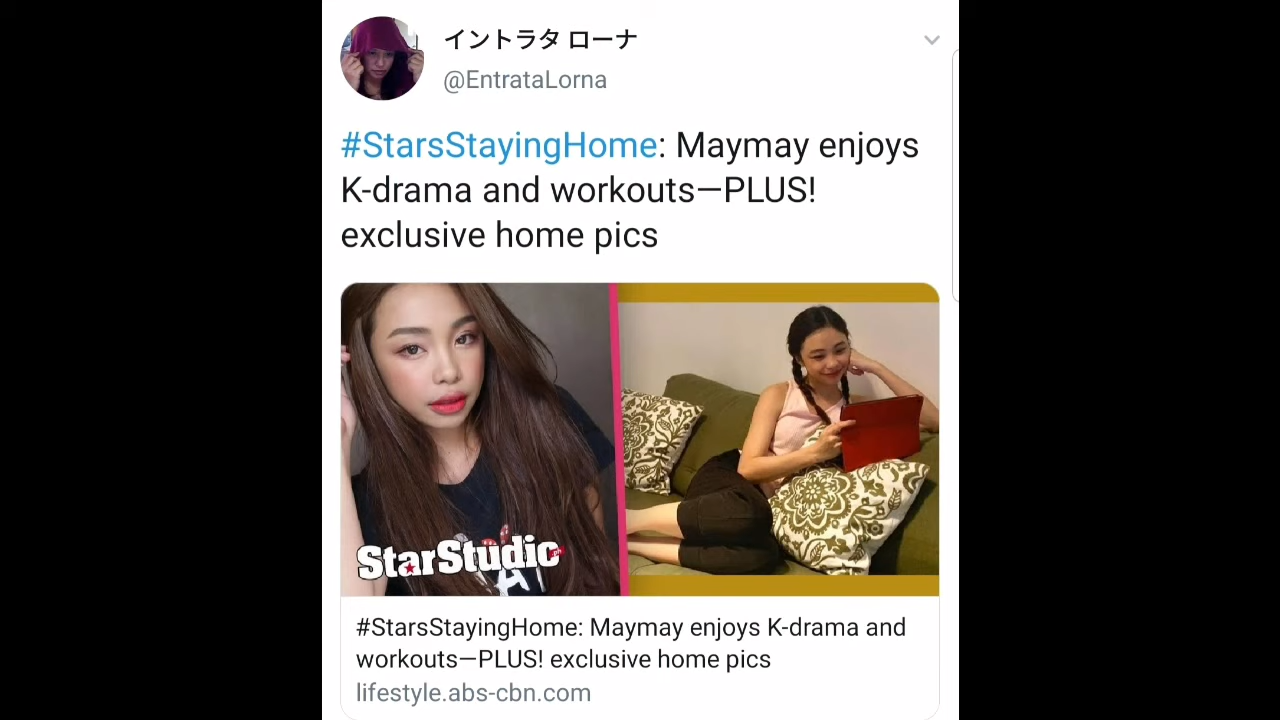 イントラタ ローナ
@EntrataLorna
#StarsStayingHome: Maymay enjoys
K-drama and workouts—PLUS!
exclusive home pics
StarStudio.ph
#StarsStayingHome: Maymay enjoys K-drama and
workouts—PLUS! exclusive home pics
lifestyle.abs-cbn.com